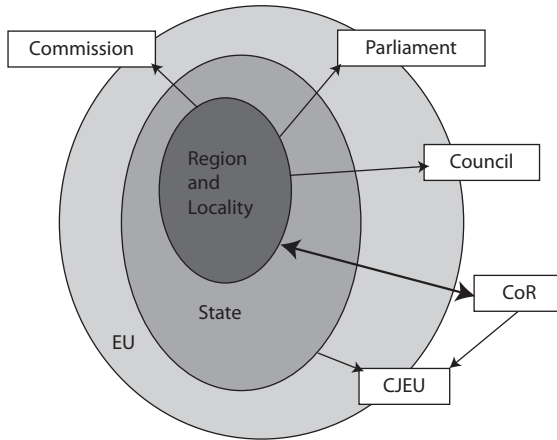 Commission
Parliament
Region
and
Locality
Council
CoR
State
EU
CJEU